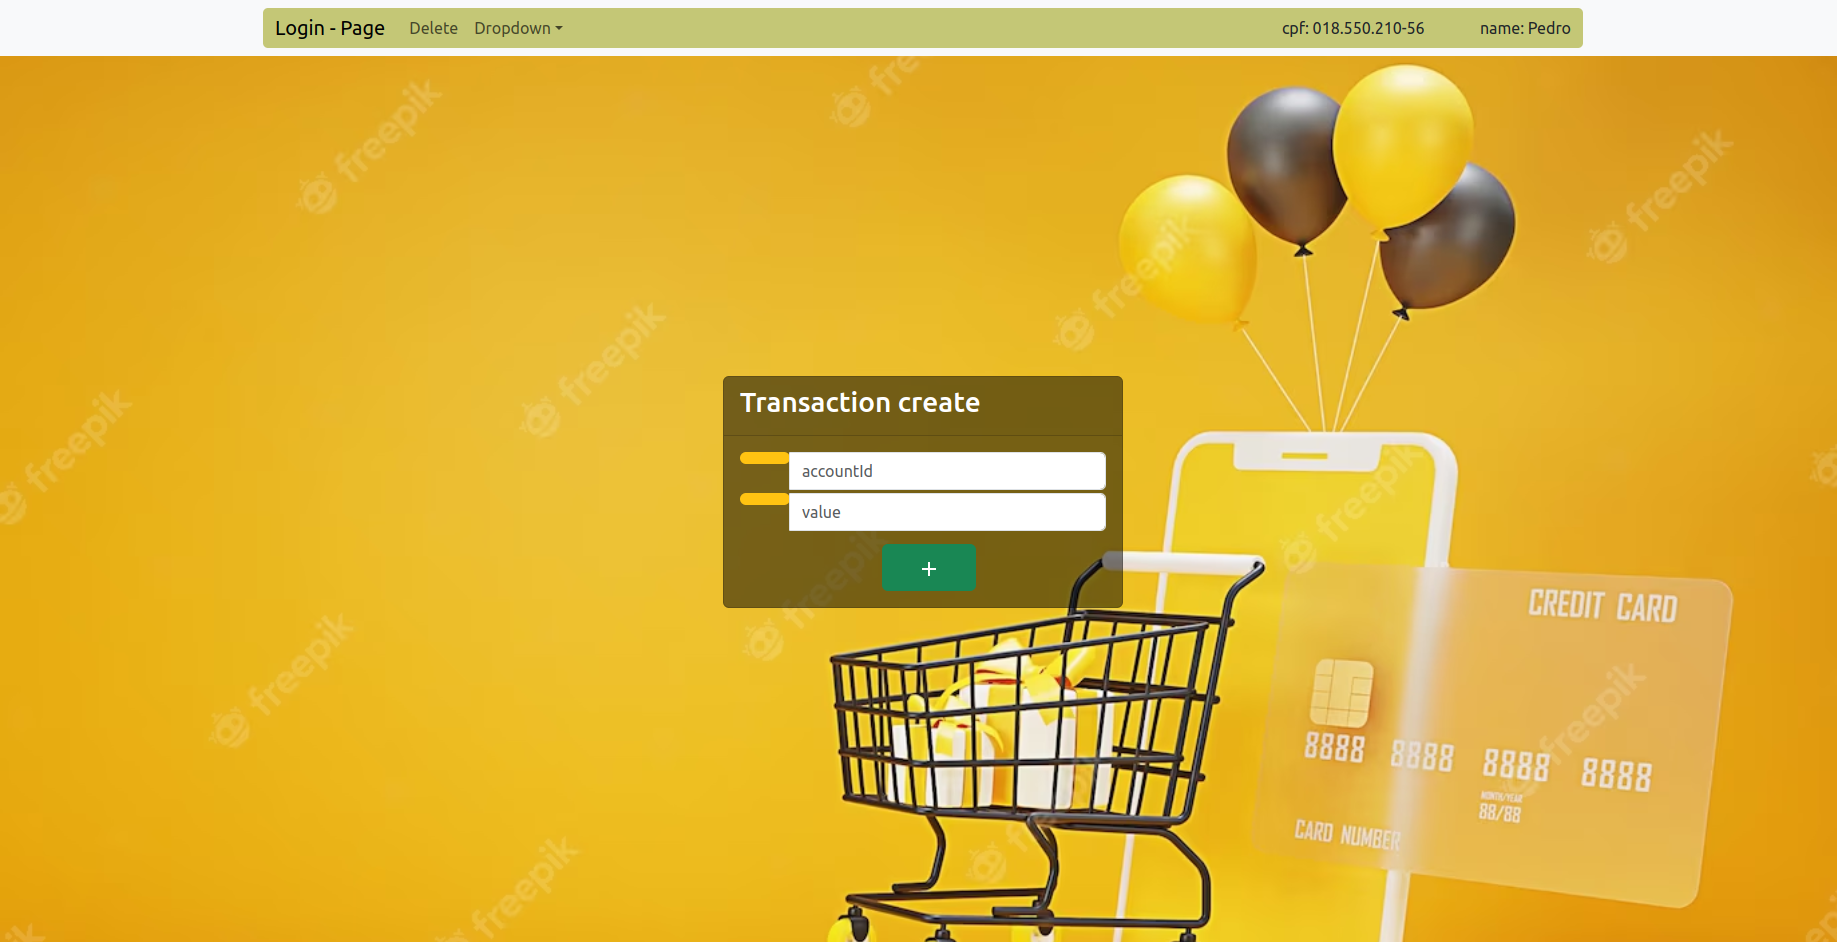 Login - Page
Delete
Dropdown
cpf: 018.550.210-56
name: Pedro
freepik
freepik
freepik
freepik
freepik
freepik
freepik
Transaction create
accountId
value
+
freepik
CREDIT CARD
freepik
freepik
freepik
8888 8888 8888 8888
MONTH/YEAR
88/88
CARD NUMBER
freepik
freepik